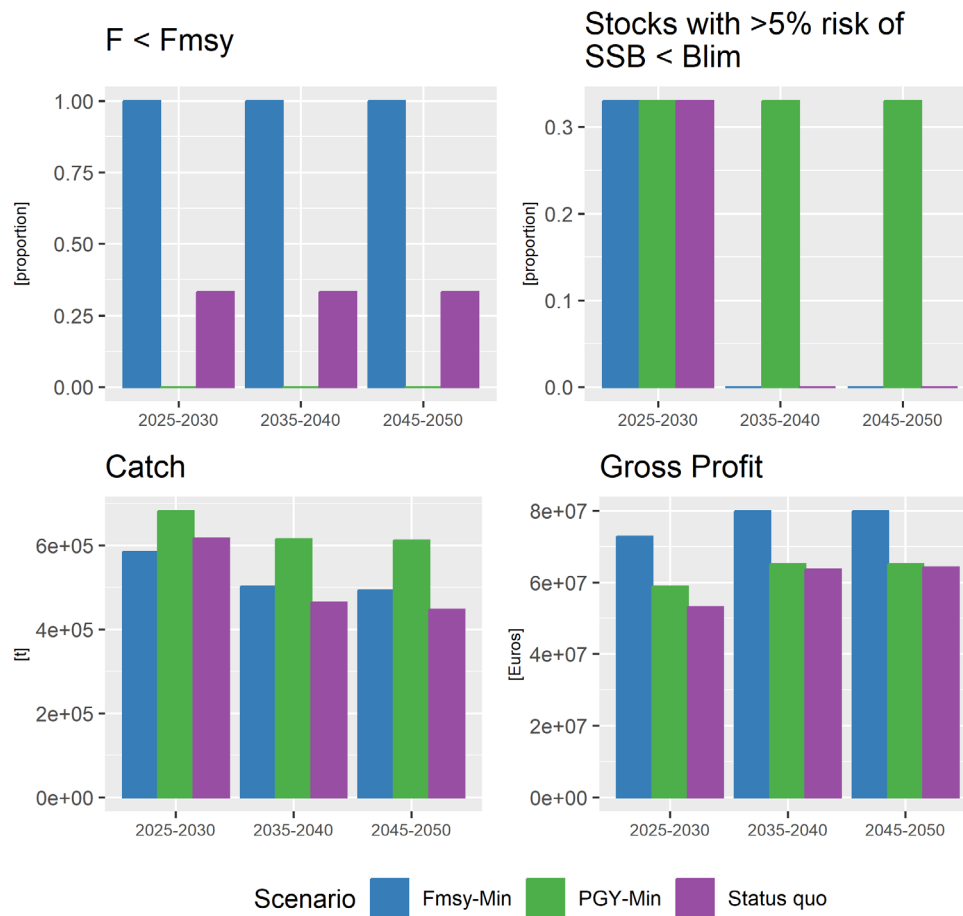 F < Fmsy
[proportion]
1.00
0.75
0.50
0.25
0.00
2025-2030 2035-2040 2045-2050
Stocks with >5% risk of
SSB < Blim
[proportion]
0.3
0.2
0.1
0.0
2025-2030 2035-2040 2045-2050
Catch
[t]
6e+05
4e+05
2e+05
0e+00
2025-2030 2035-2040 2045-2050
Gross Profit
[Euros]
8e+07
6e+07
4e+07
2e+07
0e+00
2025-2030 2035-2040 2045-2050
Scenario Fmsy-Min PGY-Min Status quo